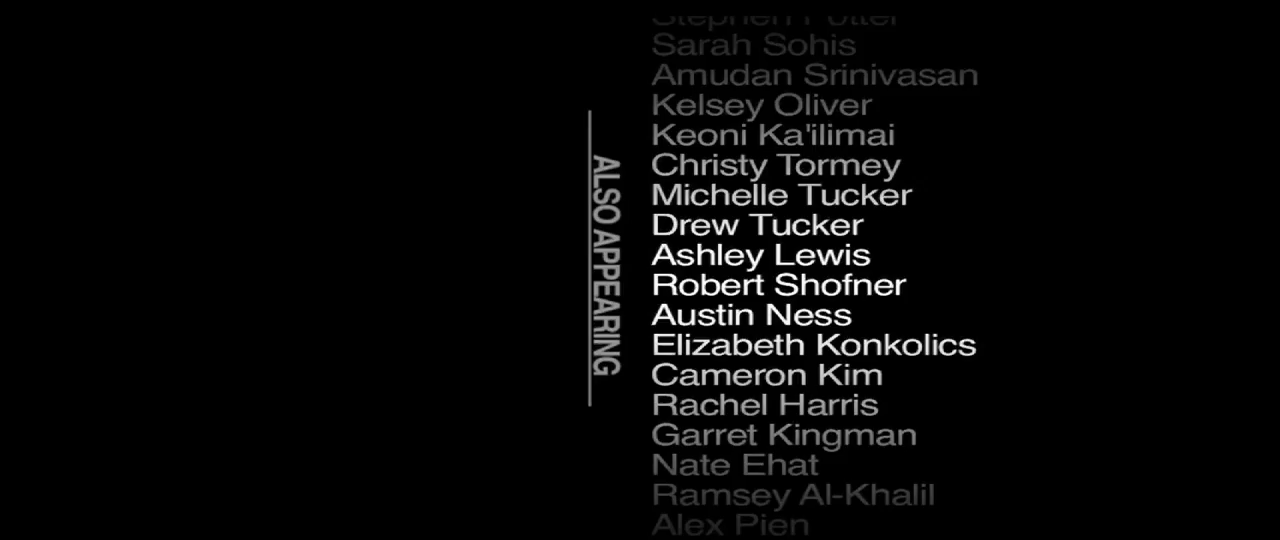 ALSO APPEARING
Stephen Potter
Sarah Sohis
Amudan Srinivasan
Kelsey Oliver
Keoni Ka'ilimai
Christy Tormey
Michelle Tucker
Drew Tucker
Ashley Lewis
Robert Shofner
Austin Ness
Elizabeth Konkolics
Cameron Kim
Rachel Harris
Garret Kingman
Nate Ehat
Ramsey Al-Khalil
Alex Pien